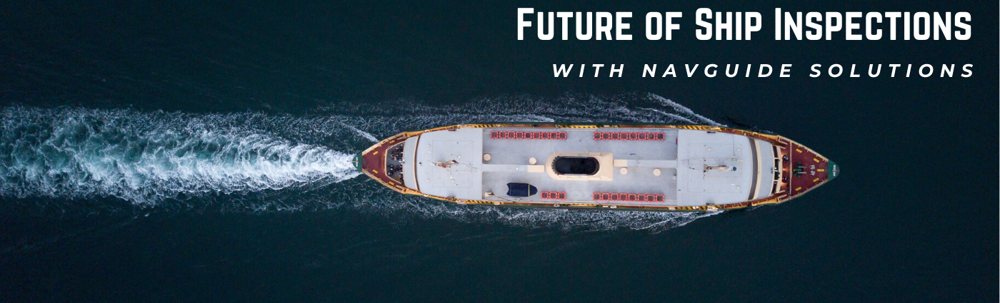 Future of Ship Inspections
WITH NAVGUIDE SOLUTIONS